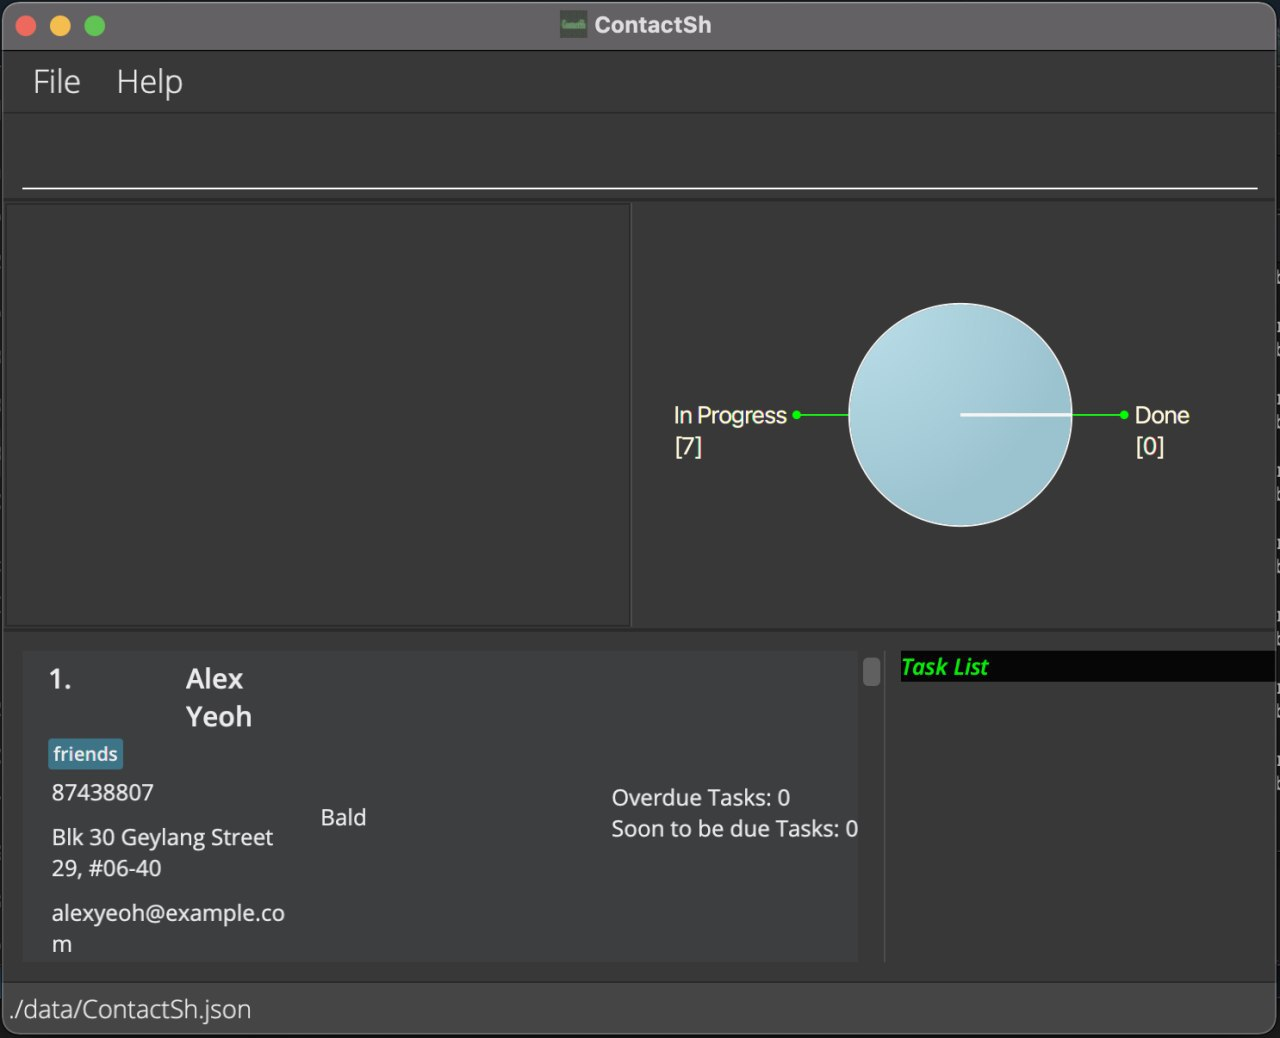 ContactSh
File Help
In Progress
[7]
Done
[0]
1. Alex
Yeoh
friends
87438807
Blk 30 Geylang Street
29, #06-40
alexyeoh@example.co
m
Bald
Overdue Tasks: 0
Soon to be due Tasks: 0
Task List
./data/ContactSh.json